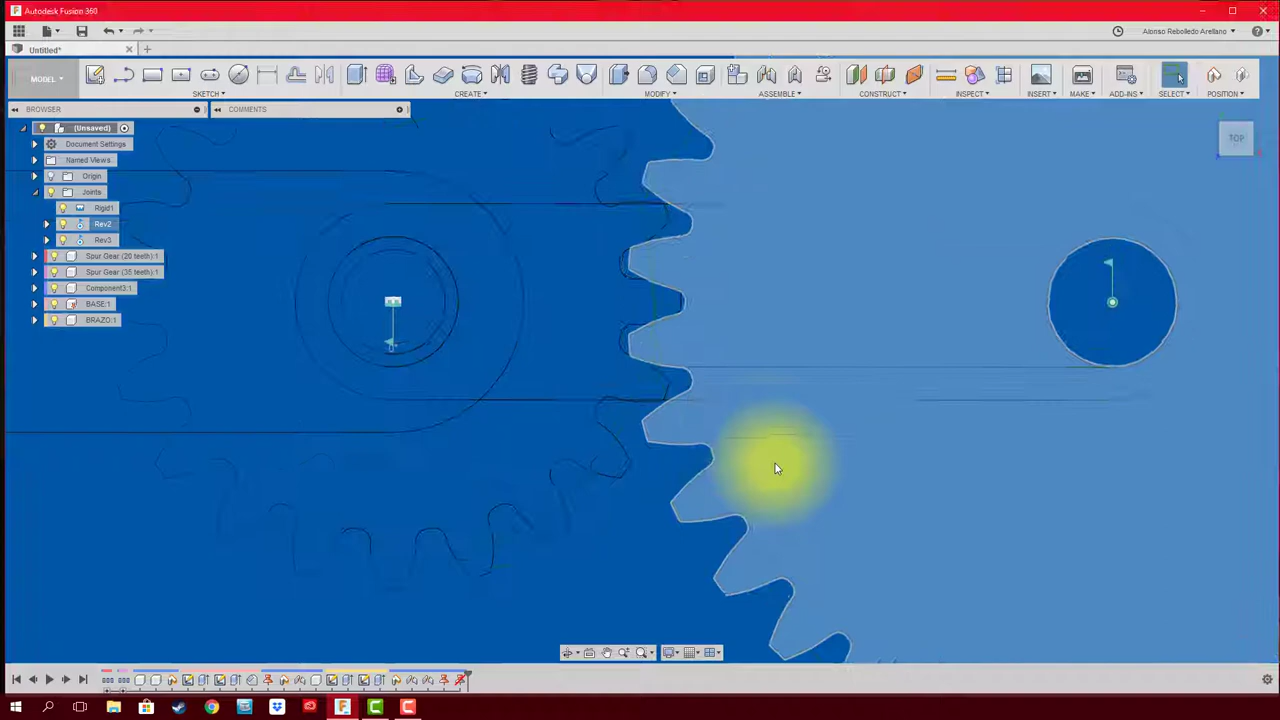 Autodesk Fusion 360
Untitled*
Alonso Rebolledo Arellano
MODEL
SKETCH
CREATE
MODIFY
ASSEMBLE
CONSTRUCT
INSPECT
INSERT
MAKE
ADD-INS
SELECT
POSITION
BROWSER
COMMENTS
(Unsaved)
Document Settings
Named Views
Origin
Joints
Rigid1
Rev2
Rev3
Spur Gear (20 teeth):1
Spur Gear (35 teeth):1
Component3:1
BASE:1
BRAZO:1
TOP